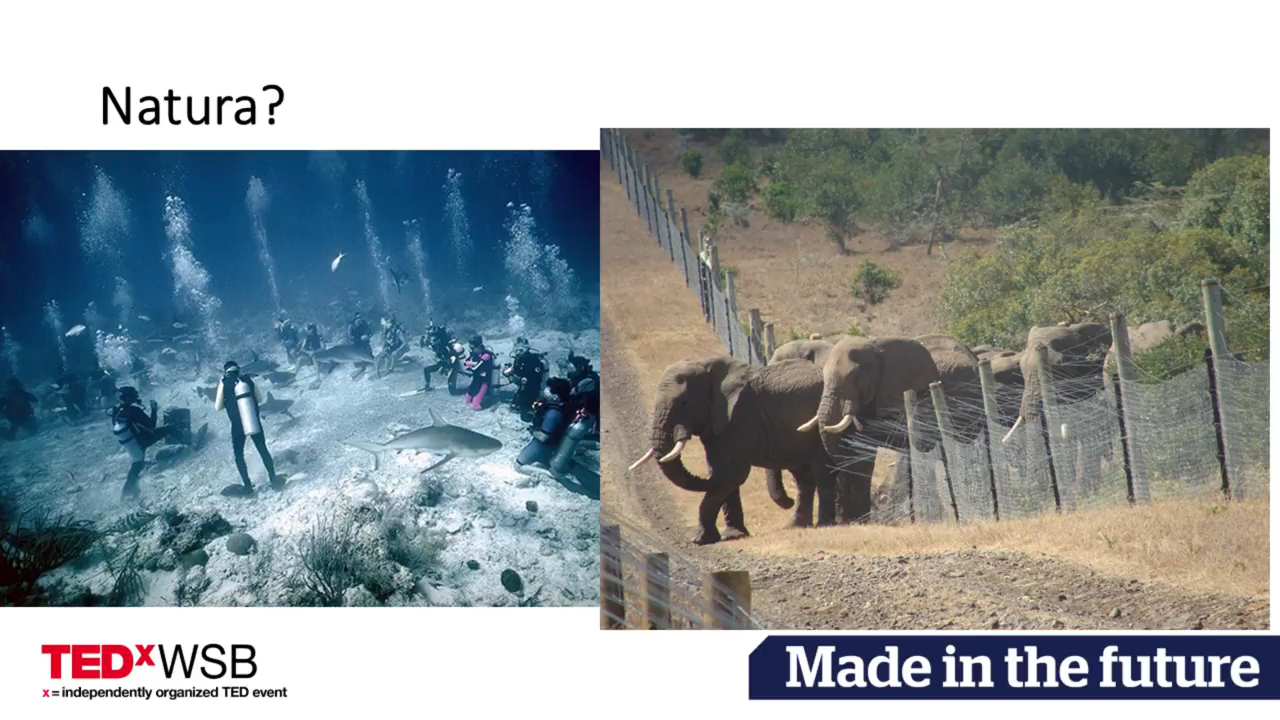 Natura?
TEDxWSB
x = independently organized TED event
Made in the future